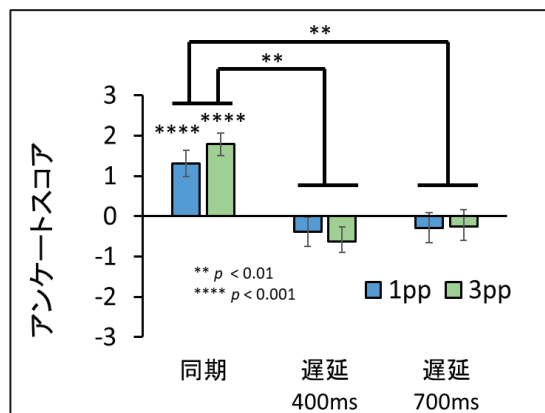 **
**
3
2
1
0
-1
-2
-3
アンケートスコア
**** ****
** p < 0.01
**** p < 0.001
1pp 3pp
同期 遅延 遅延
400ms 700ms